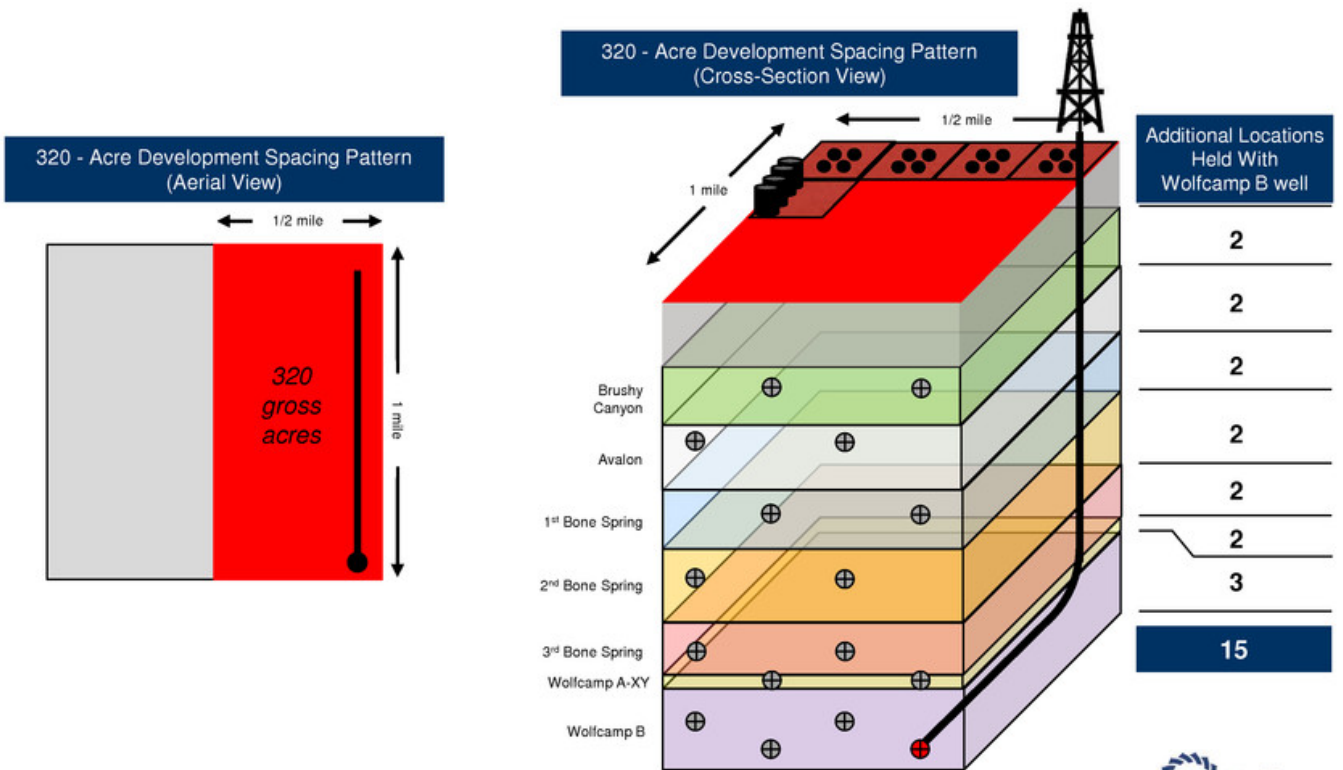 320 - Acre Development Spacing Pattern
(Aerial View)
1/2 mile
320
gross
acres
1 mile
320 - Acre Development Spacing Pattern
(Cross-Section View)
1/2 mile
1 mile
Brushy
Canyon
Avalon
1st Bone Spring
2nd Bone Spring
3rd Bone Spring
Wolfcamp A-XY
Wolfcamp B
Additional Locations
Held With
Wolfcamp B well
2
2
2
2
2
2
3
15